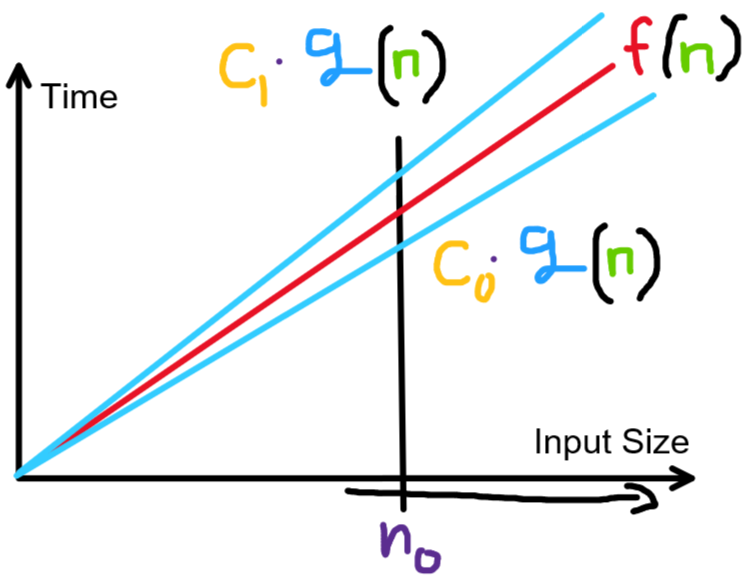 C₁·g(n)
f(n)
Time
C₀·g(n)
Input Size
n₀